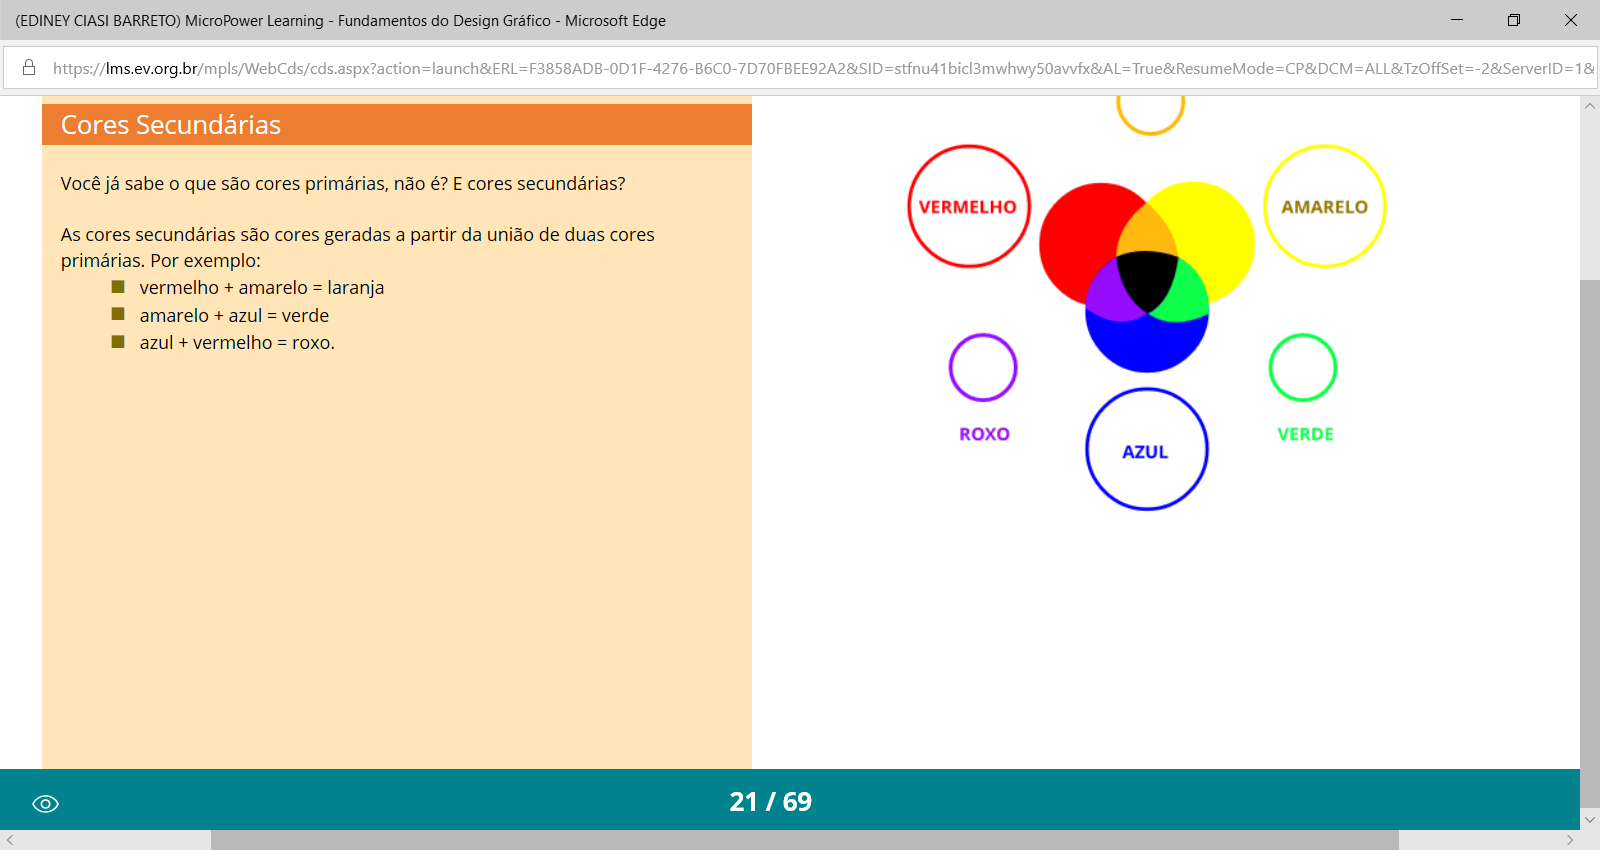 (EDINEY CIASI BARRETO) MicroPower Learning - Fundamentos do Design Gráfico - Microsoft Edge
https://lms.ev.org.br/mpls/WebCds/cds.aspx?action=launch&ERL=F3858ADB-0D1F-4276-B6C0-7D70FBEE92A2&SID=stfnu41bicl3mwhwy50avvfx&AL=True&ResumeMode=CP&DCM=ALL&TzOffSet=-2&ServerID=1&
Cores Secundárias
Você já sabe o que são cores primárias, não é? E cores secundárias?
As cores secundárias são cores geradas a partir da união de duas cores
primárias. Por exemplo:
vermelho + amarelo = laranja
amarelo + azul = verde
azul + vermelho = roxo.
VERMELHO
AMARELO
ROXO
VERDE
AZUL
21 / 69